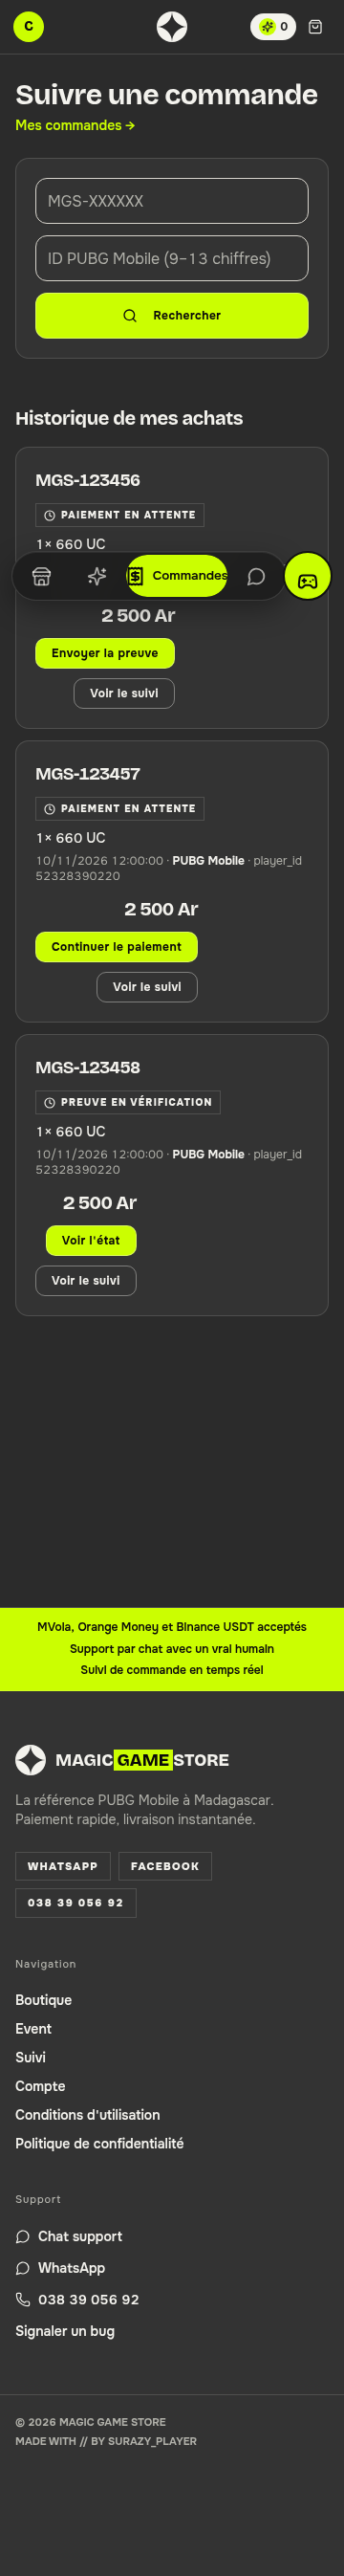 C
0
Suivre une commande
Mes commandes →
MGS-XXXXXX
ID PUBG Mobile (9–13 chiffres)
Rechercher
Historique de mes achats
MGS-123456
PAIEMENT EN ATTENTE
1× 660 UC
Commandes
2 500 Ar
Envoyer la preuve
Voir le suivi
MGS-123457
PAIEMENT EN ATTENTE
1× 660 UC
10/11/2026 12:00:00 · PUBG Mobile · player_id
52328390220
2 500 Ar
Continuer le paiement
Voir le suivi
MGS-123458
PREUVE EN VÉRIFICATION
1× 660 UC
10/11/2026 12:00:00 · PUBG Mobile · player_id
52328390220
2 500 Ar
Voir l'état
Voir le suivi
MVola, Orange Money et Binance USDT acceptés
Support par chat avec un vrai humain
Suivi de commande en temps réel
MAGIC GAME STORE
La référence PUBG Mobile à Madagascar.
Paiement rapide, livraison instantanée.
WHATSAPP
FACEBOOK
038 39 056 92
Navigation
Boutique
Event
Suivi
Compte
Conditions d'utilisation
Politique de confidentialité
Support
Chat support
WhatsApp
038 39 056 92
Signaler un bug
© 2026 MAGIC GAME STORE
MADE WITH // BY SURAZY_PLAYER